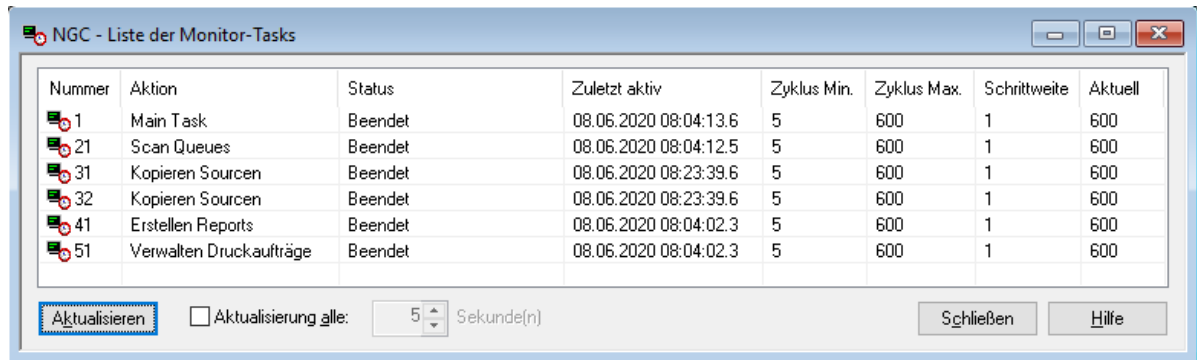 NGC - Liste der Monitor-Tasks
Nummer Aktion Status Zuletzt aktiv Zyklus Min. Zyklus Max. Schrittweite Aktuell
1 Main Task Beendet 08.06.2020 08:04:13.6 5 600 1 600
21 Scan Queues Beendet 08.06.2020 08:04:12.5 5 600 1 600
31 Kopieren Sourcen Beendet 08.06.2020 08:23:39.6 5 600 1 600
32 Kopieren Sourcen Beendet 08.06.2020 08:23:39.6 5 600 1 600
41 Erstellen Reports Beendet 08.06.2020 08:04:02.3 5 600 1 600
51 Verwalten Druckaufträge Beendet 08.06.2020 08:04:02.3 5 600 1 600
Aktualisieren Aktualisierung alle: 5 Sekunde(n) Schließen Hilfe